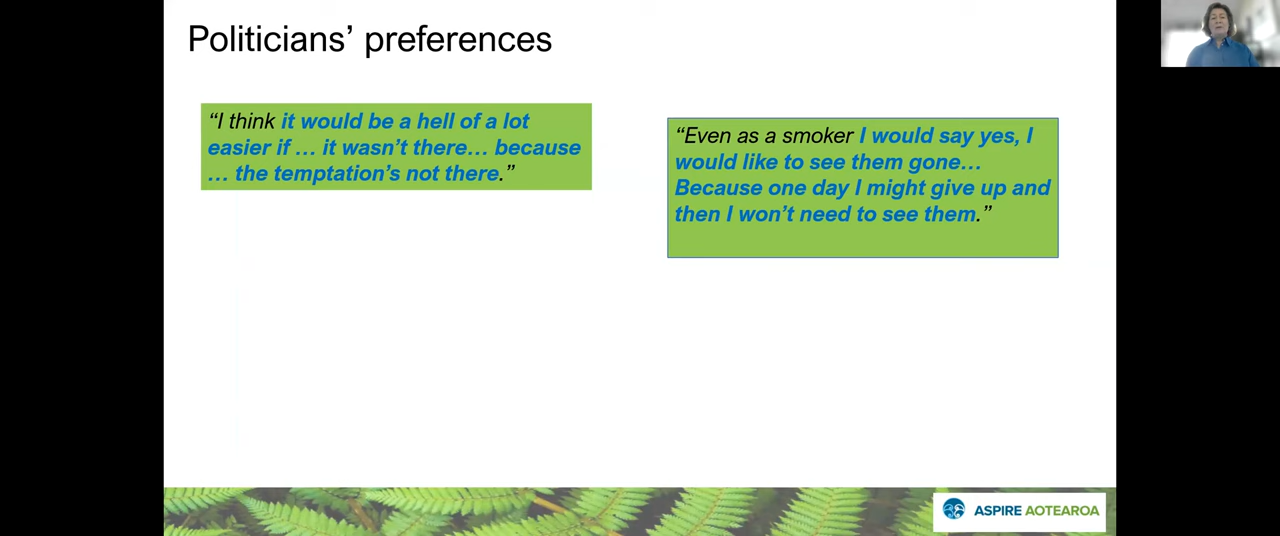 Politicians’ preferences
“I think it would be a hell of a lot
easier if … it wasn’t there… because
… the temptation’s not there.”
“Even as a smoker I would say yes, I
would like to see them gone…
Because one day I might give up and
then I won’t need to see them.”
ASPIRE AOTEAROA